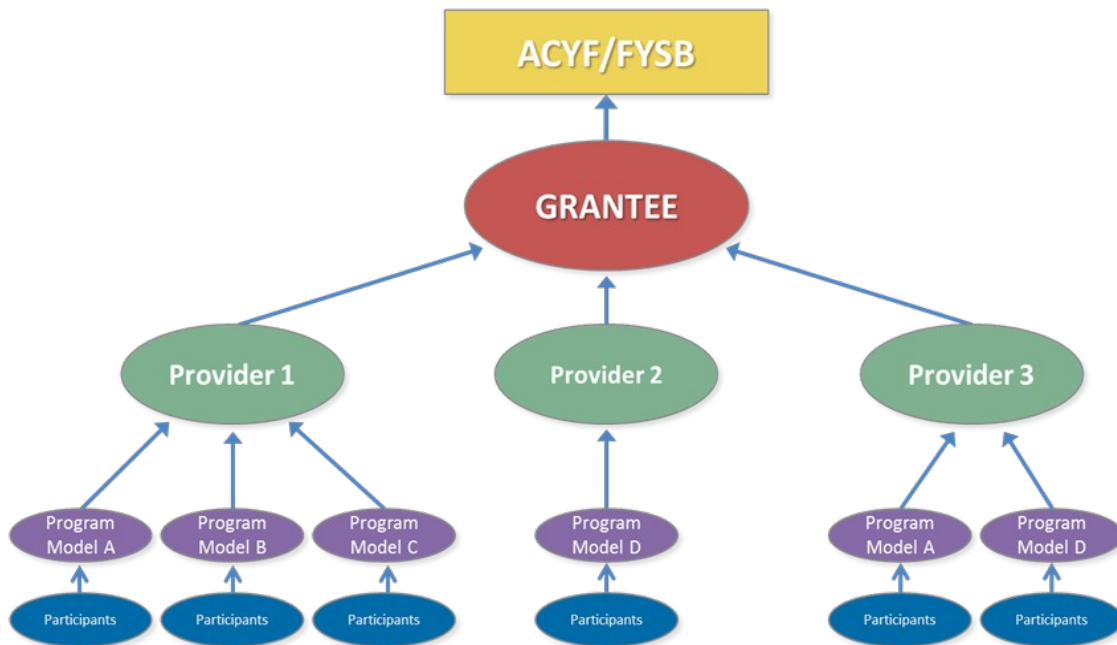 ACYF/FYSB
GRANTEE
Provider 1
Provider 2
Provider 3
Program
Model A
Program
Model B
Program
Model C
Program
Model D
Program
Model A
Program
Model D
Participants
Participants
Participants
Participants
Participants
Participants